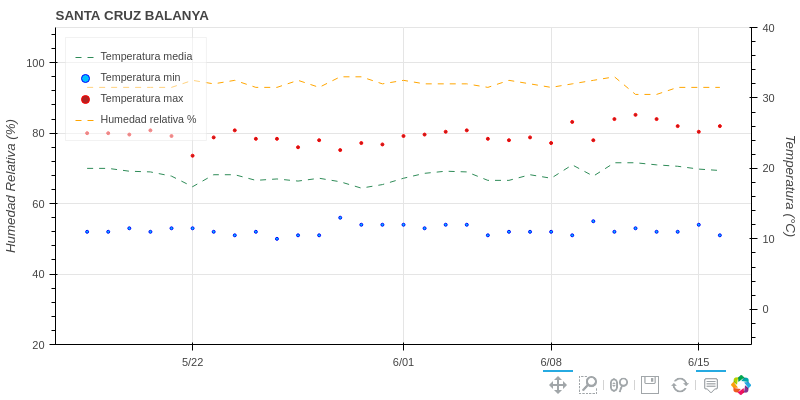 SANTA CRUZ BALANYA
Temperatura media
Temperatura min
Temperatura max
Humedad relativa %
Humedad Relativa (%)
100
80
60
40
20
40
30
20
10
0
Temperatura (°C)
5/22
6/01
6/08
6/15